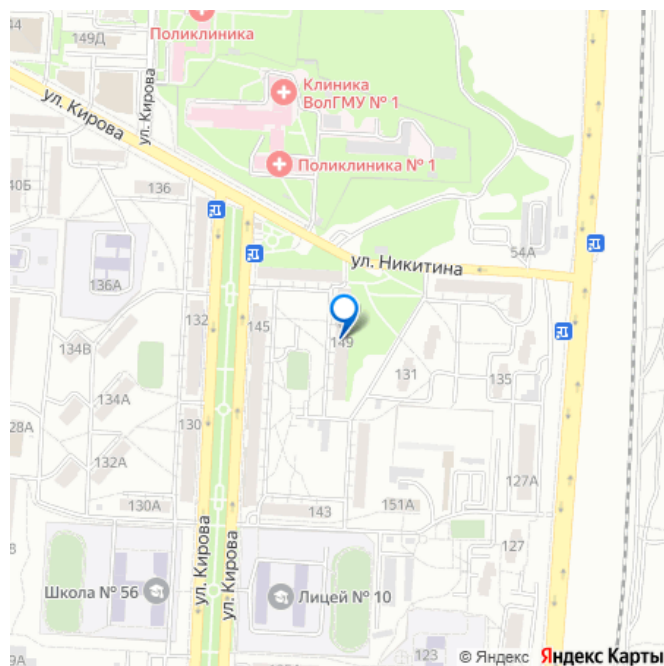 44
149Д
Поликлиника
ул. Кирова
ул. Кирова
Клиника
ВолГМУ № 1
Поликлиника № 1
40Б
136
ул. Никитина
54А
136А
132
145
149
134В
131
135
134А
130
28А
132А
127А
130А
143
151А
127
ул. Кирова
ул. Кирова
Школа № 56
Лицей № 10
9А
123
© Яндекс Яндекс Карты